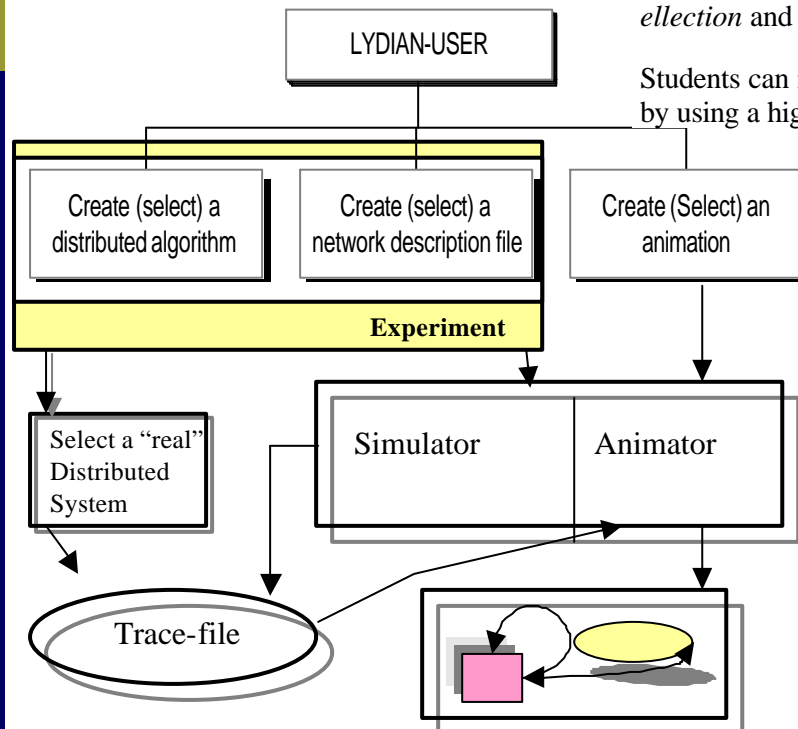 ellection and
LYDIAN-USER
Students can
by using a hig
Create (select) a
distributed algorithm
Create (select) a
network description file
Create (Select) an
animation
Experiment
Select a “real”
Distributed
System
Simulator
Animator
Trace-file